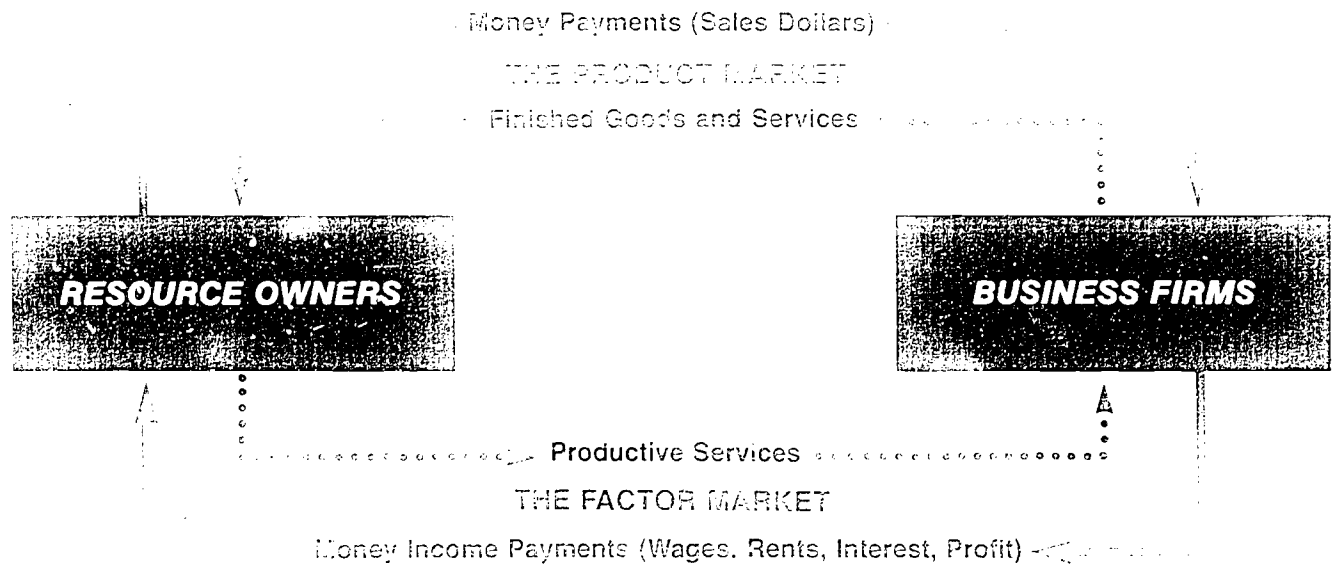 Money Payments (Sales Dollars)
THE PRODUCT MARKET
Finished Goods and Services
RESOURCE OWNERS
BUSINESS FIRMS
Productive Services
THE FACTOR MARKET
Money Income Payments (Wages. Rents, Interest, Profit)